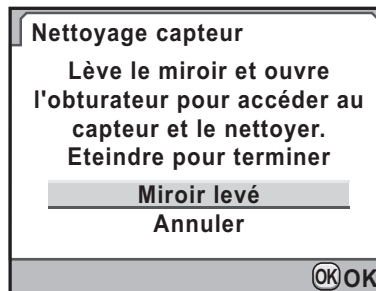 Nettoyage capteur
Lève le miroir et ouvre
l'obturateur pour accéder au
capteur et le nettoyer.
Eteindre pour terminer
Miroir levé
Annuler
OK OK